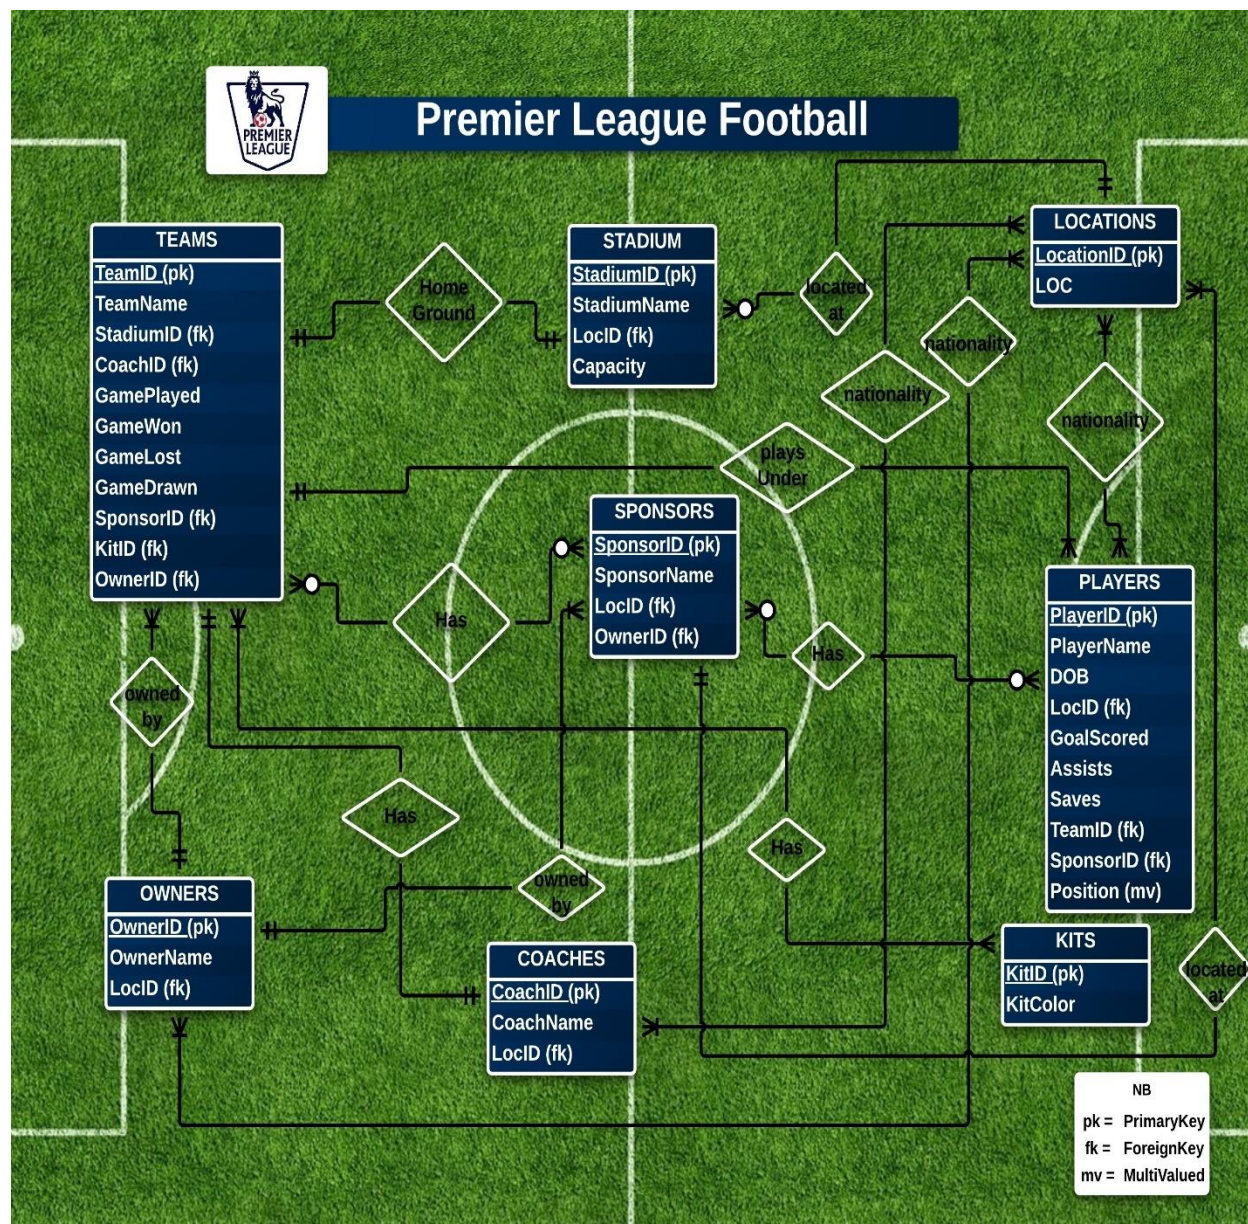 PREMIER
LEAGUE
Premier League Football
TEAMS
TeamID (pk)
TeamName
StadiumID (fk)
CoachID (fk)
GamePlayed
GameWon
GameLost
GameDrawn
SponsorID (fk)
KitID (fk)
OwnerID (fk)
Home
Ground
STADIUM
StadiumID (pk)
StadiumName
LocID (fk)
Capacity
located
at
LOCATIONS
LocationID (pk)
LOC
nationality
nationality
nationality
plays
Under
SPONSORS
SponsorID (pk)
SponsorName
LocID (fk)
OwnerID (fk)
Has
Has
PLAYERS
PlayerID (pk)
PlayerName
DOB
LocID (fk)
GoalScored
Assists
Saves
TeamID (fk)
SponsorID (fk)
Position (mv)
owned
by
Has
Has
owned
by
OWNERS
OwnerID (pk)
OwnerName
LocID (fk)
COACHES
CoachID (pk)
CoachName
LocID (fk)
KITS
KitID (pk)
KitColor
located
at
NB
pk = PrimaryKey
fk = ForeignKey
mv = MultiValued